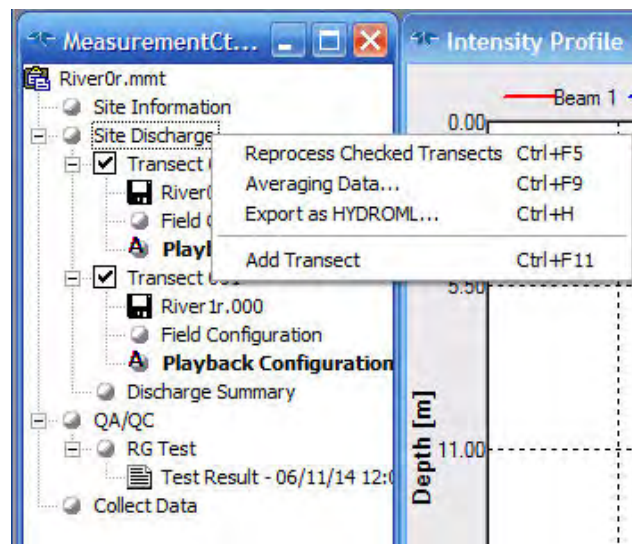 MeasurementCt...
Intensity Profile
River0r.mmt
Beam 1
Site Information
0.00
Site Discharge
Reprocess Checked Transects Ctrl+F5
Averaging Data... Ctrl+F9
Export as HYDROML... Ctrl+H
Add Transect Ctrl+F11
Transect
Playback Configuration
Transect 001
5.50
River1r.000
Field Configuration
Discharge Summary
QA/QC
RG Test
11.00
Test Result - 06/11/14 12:
Collect Data
Depth [m]